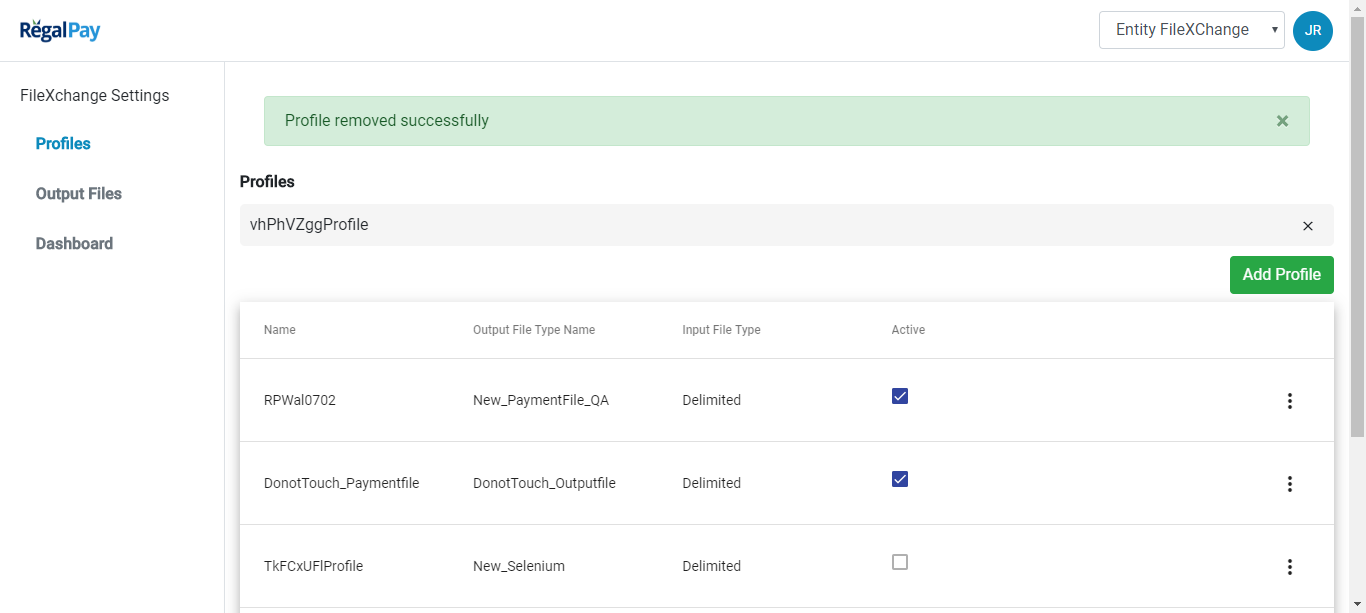 RegalPay
Entity FileXChange
JR
FileXchange Settings
Profiles
Output Files
Dashboard
Profile removed successfully
×
Profiles
vhPhVZggProfile
×
Add Profile
Name Output File Type Name Input File Type Active
RPWal0702 New_PaymentFile_QA Delimited
DonotTouch_Paymentfile DonotTouch_Outputfile Delimited
TkFCxUFlProfile New_Selenium Delimited